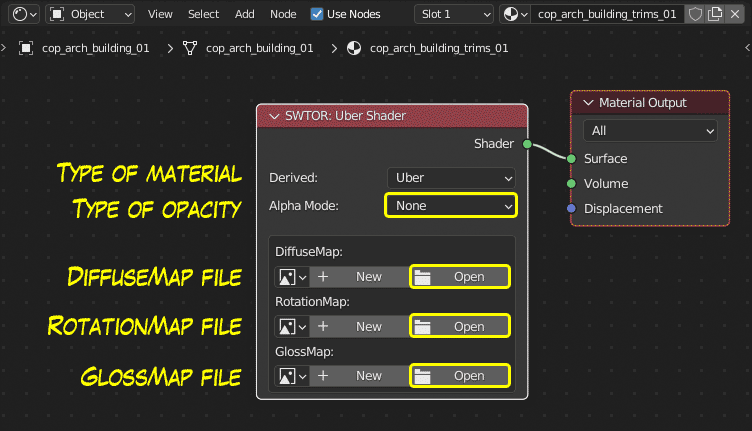 Object View Select Add Node Use Nodes Slot 1 cop_arch_building_trims_01
cop_arch_building_01 cop_arch_building_01 cop_arch_building_trims_01
Material Output
SWTOR: Uber Shader
All
Shader
Surface
Type of material Derived: Uber
Volume
Type of opacity Alpha Mode: None
Displacement
DiffuseMap:
DiffuseMap file + New Open
RotationMap:
RotationMap file + New Open
GlossMap:
GlossMap file + New Open